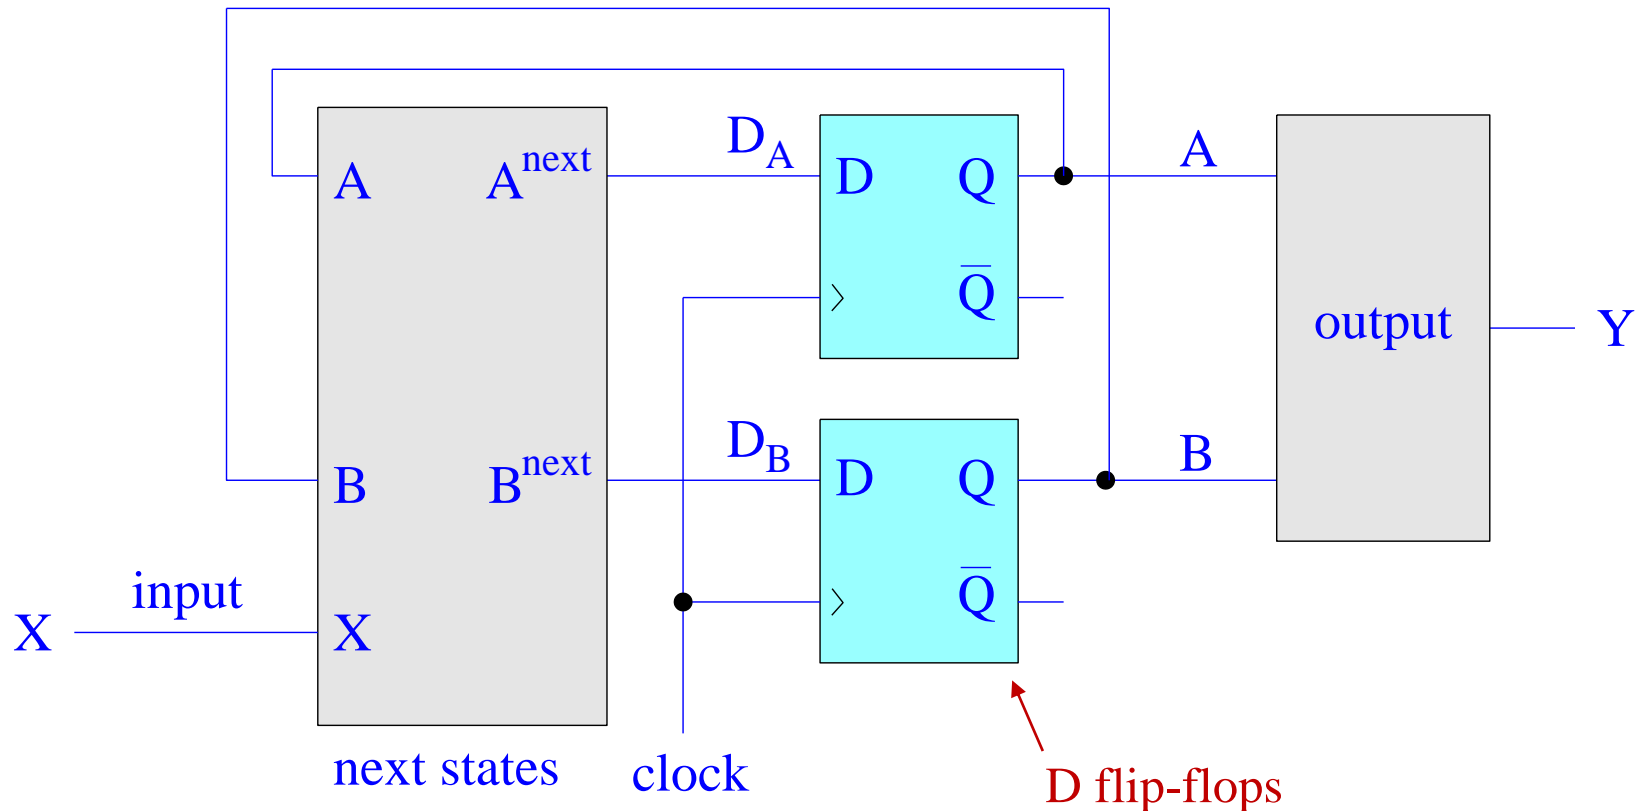 D_A
A
A A^next D Q
Q̅
output Y
D_B
B
B B^next D Q
Q̅
input
X X
next states clock
D flip-flops